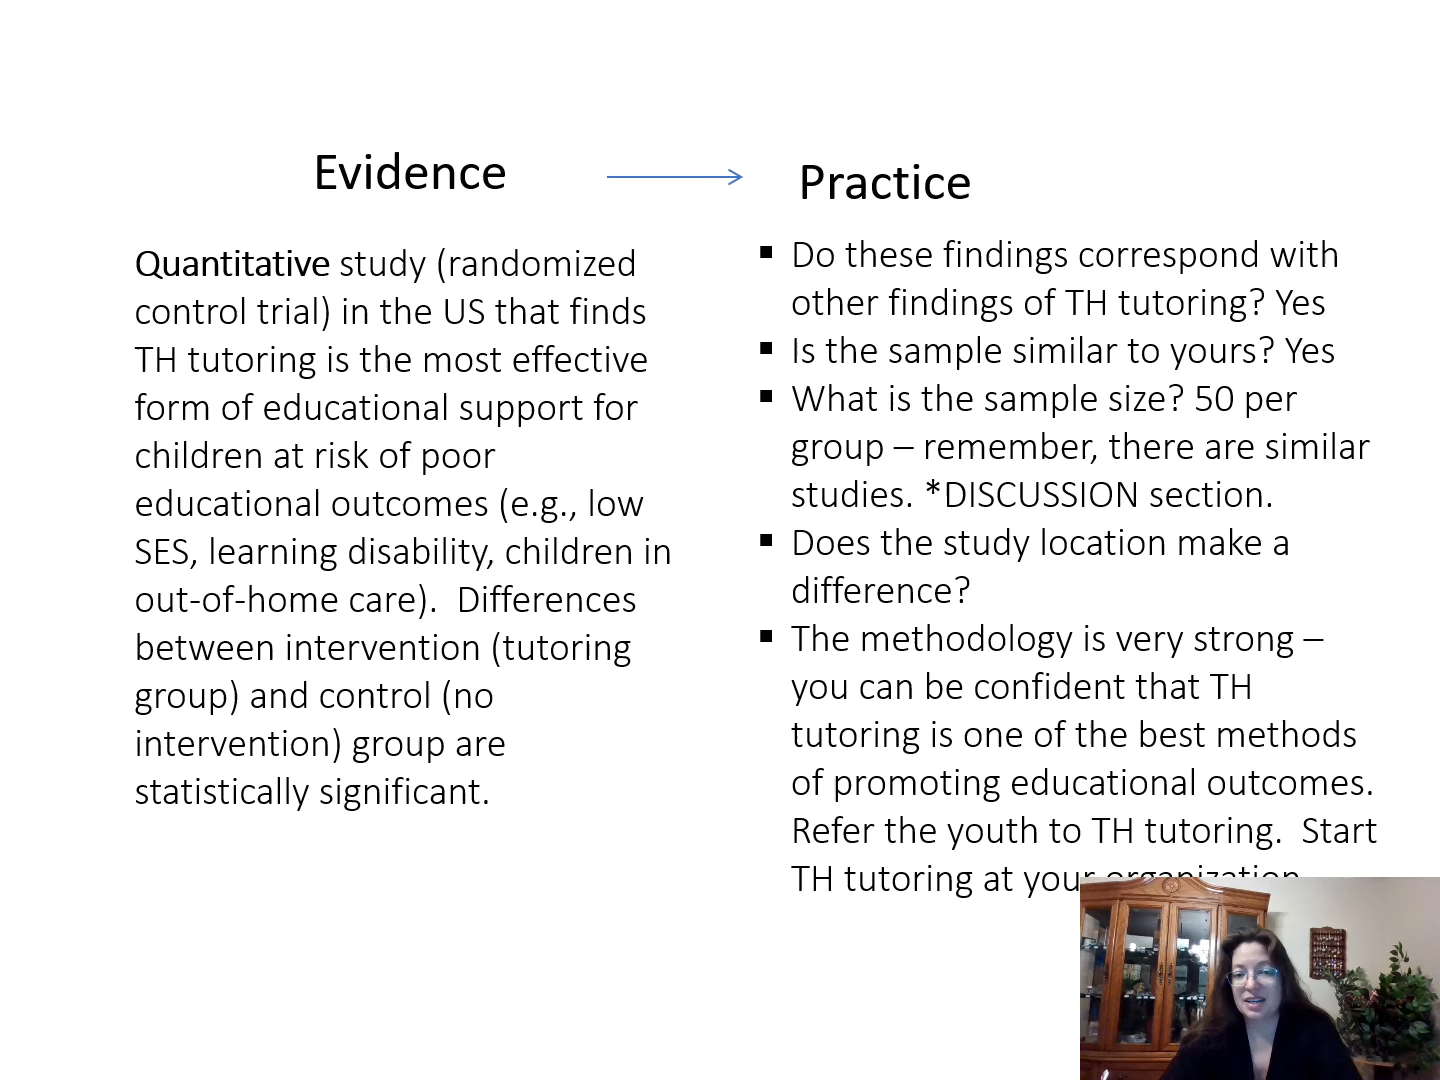 Evidence
Quantitative study (randomized
control trial) in the US that finds
TH tutoring is the most effective
form of educational support for
children at risk of poor
educational outcomes (e.g., low
SES, learning disability, children in
out-of-home care).  Differences
between intervention (tutoring
group) and control (no
intervention) group are
statistically significant.
Practice
▪ Do these findings correspond with
other findings of TH tutoring? Yes
▪ Is the sample similar to yours? Yes
▪ What is the sample size? 50 per
group – remember, there are similar
studies. *DISCUSSION section.
▪ Does the study location make a
difference?
▪ The methodology is very strong –
you can be confident that TH
tutoring is one of the best methods
of promoting educational outcomes.
Refer the youth to TH tutoring.  Start
TH tutoring at your organization